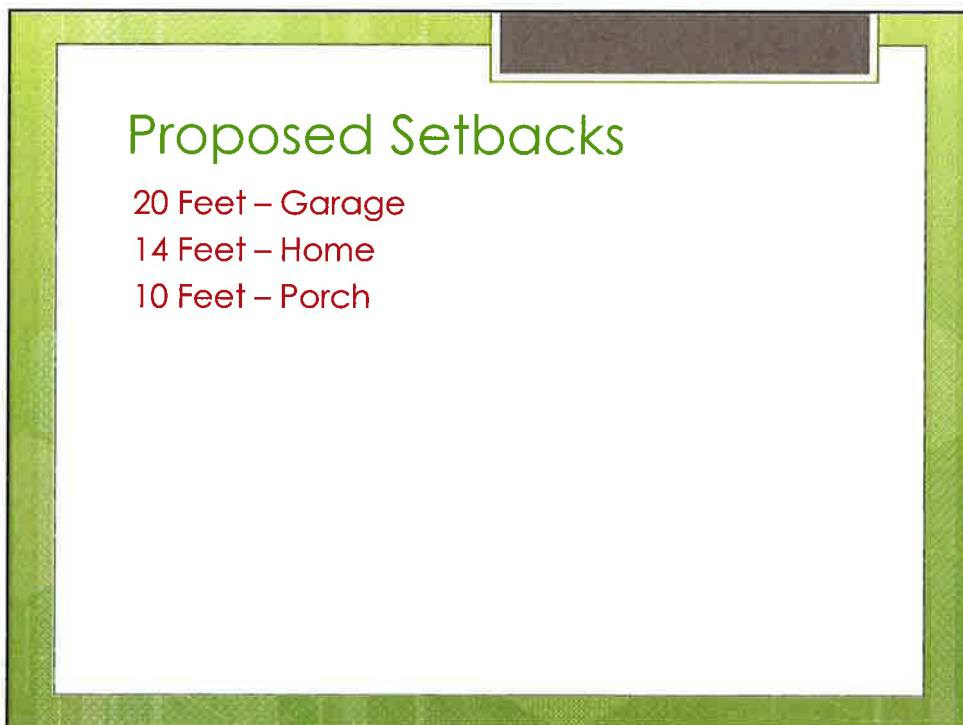 Proposed Setbacks
20 Feet – Garage
14 Feet – Home
10 Feet – Porch